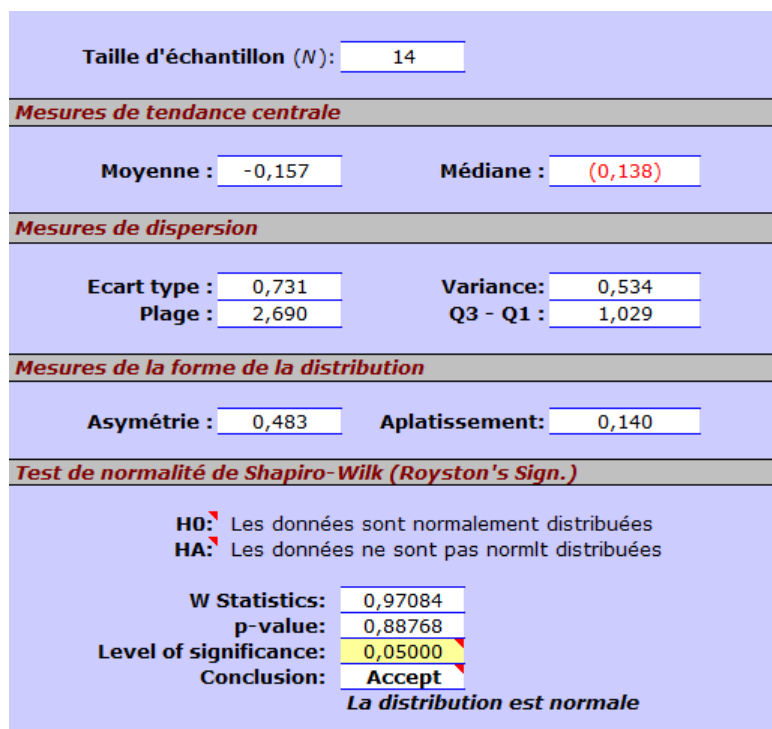 Taille d'échantillon (N): 14
Mesures de tendance centrale
Moyenne : -0,157 Médiane : (0,138)
Mesures de dispersion
Ecart type : 0,731 Variance: 0,534
Plage : 2,690 Q3 - Q1 : 1,029
Mesures de la forme de la distribution
Asymétrie : 0,483 Aplatissement: 0,140
Test de normalité de Shapiro-Wilk (Royston's Sign.)
H0: Les données sont normalement distribuées
HA: Les données ne sont pas normlt distribuées
W Statistics: 0,97084
p-value: 0,88768
Level of significance: 0,05000
Conclusion: Accept
La distribution est normale